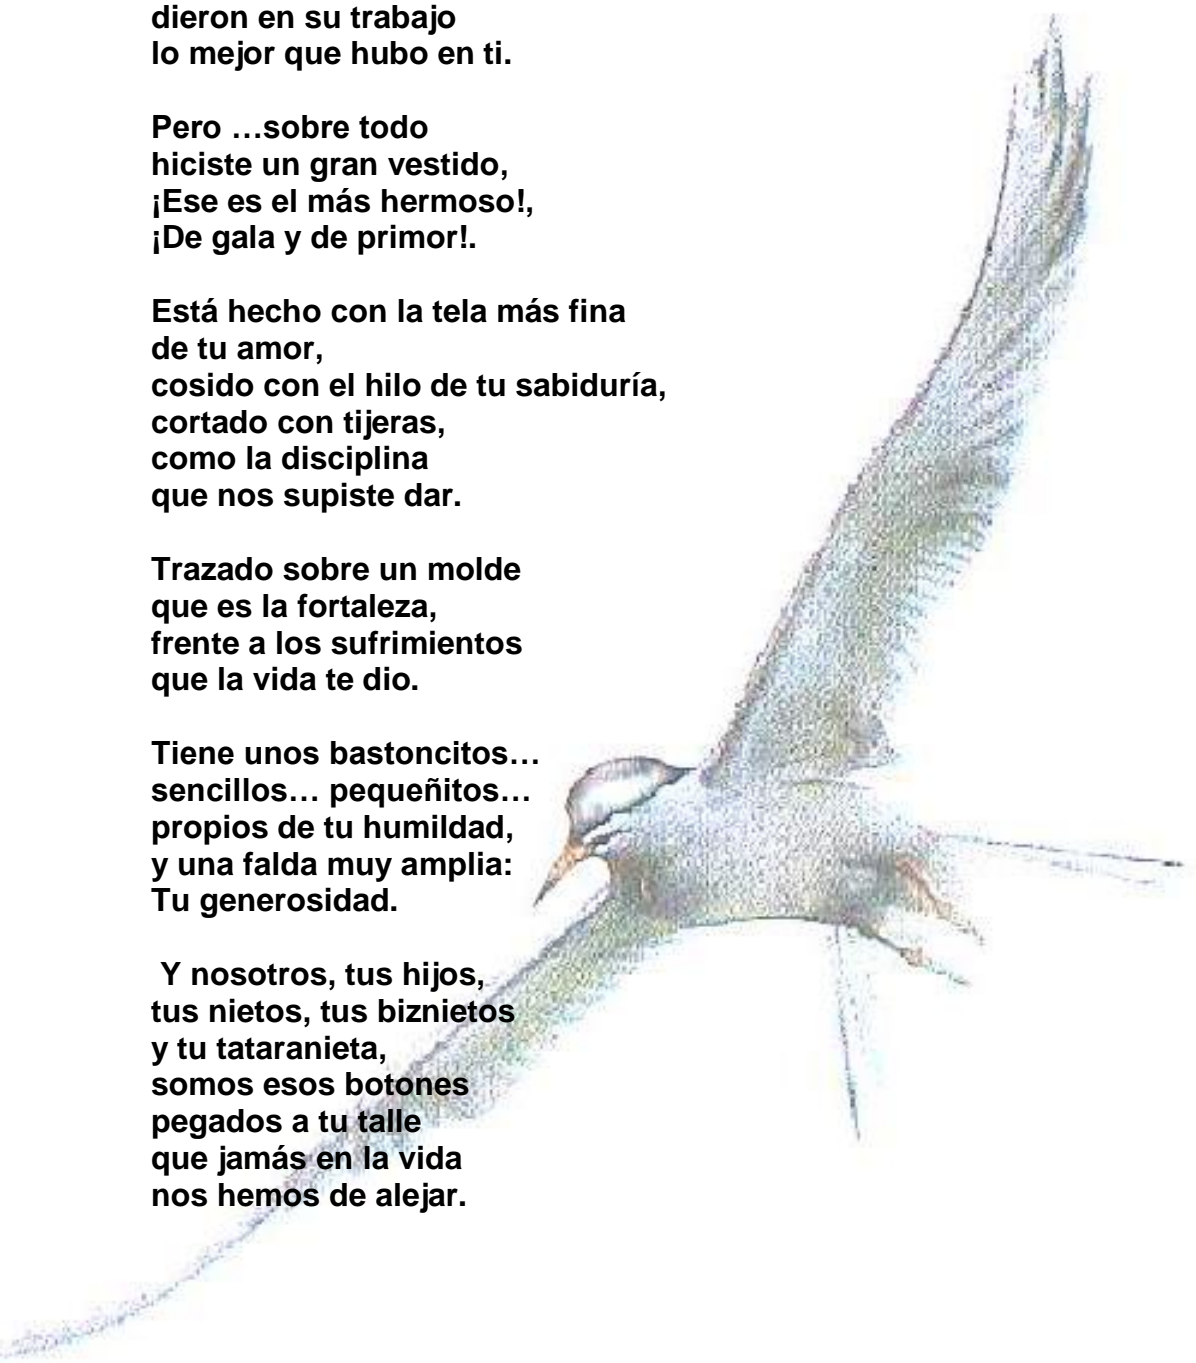 dieron en su trabajo
lo mejor que hubo en ti.
Pero …sobre todo
hiciste un gran vestido,
¡Ese es el más hermoso!,
¡De gala y de primor!.
Está hecho con la tela más fina
de tu amor,
cosido con el hilo de tu sabiduría,
cortado con tijeras,
como la disciplina
que nos supiste dar.
Trazado sobre un molde
que es la fortaleza,
frente a los sufrimientos
que la vida te dio.
Tiene unos bastoncitos…
sencillos… pequeñitos…
propios de tu humildad,
y una falda muy amplia:
Tu generosidad.
Y nosotros, tus hijos,
tus nietos, tus biznietos
y tu tataranieta,
somos esos botones
pegados a tu talle
que jamás en la vida
nos hemos de alejar.